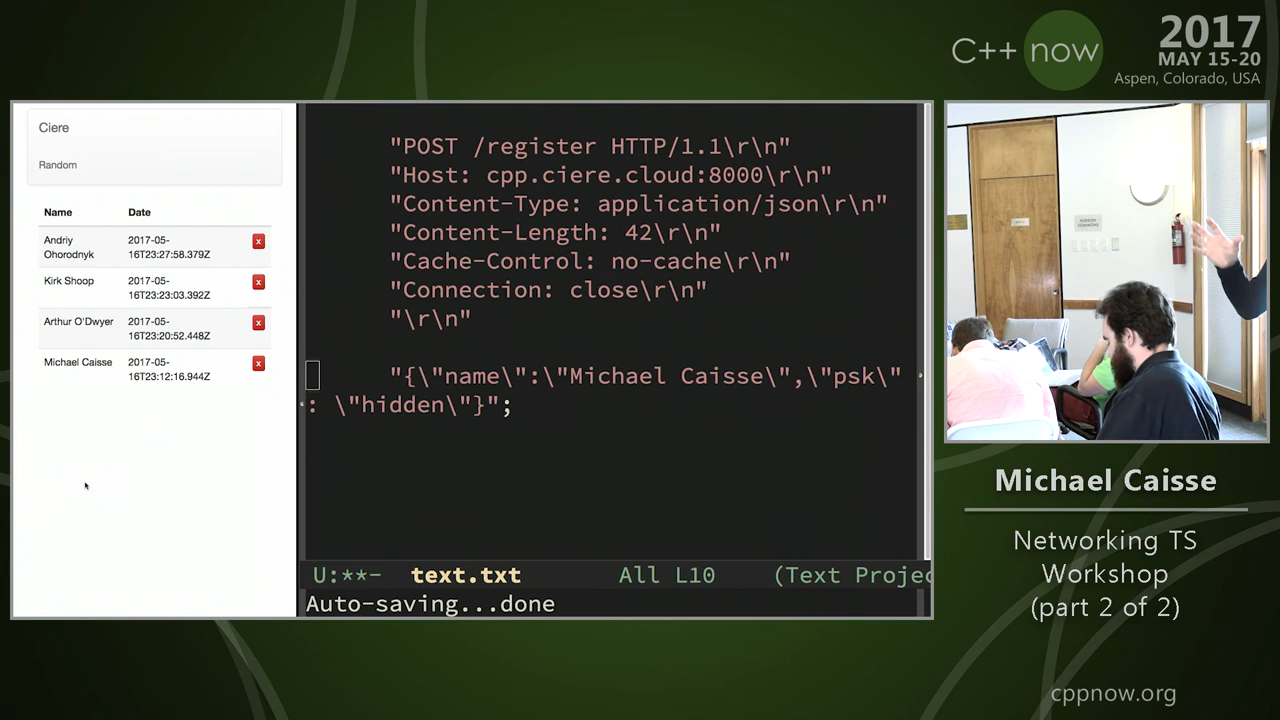 C++ now
2017
MAY 15-20
Aspen, Colorado, USA
Ciere
Random
Name Date
Andriy Ohorodnyk 2017-05-16T23:27:58.379Z x
Kirk Shoop 2017-05-16T23:23:03.392Z x
Arthur O'Dwyer 2017-05-16T23:20:52.448Z x
Michael Caisse 2017-05-16T23:12:16.944Z x
"POST /register HTTP/1.1\r\n"
"Host: cpp.ciere.cloud:8000\r\n"
"Content-Type: application/json\r\n"
"Content-Length: 42\r\n"
"Cache-Control: no-cache\r\n"
"Connection: close\r\n"
"\r\n"
"{\"name\":\"Michael Caisse\",\"psk\"
: \"hidden\"}";
U:**- text.txt All L10 (Text Projec
Auto-saving...done
Michael Caisse
Networking TS
Workshop
(part 2 of 2)
cppnow.org